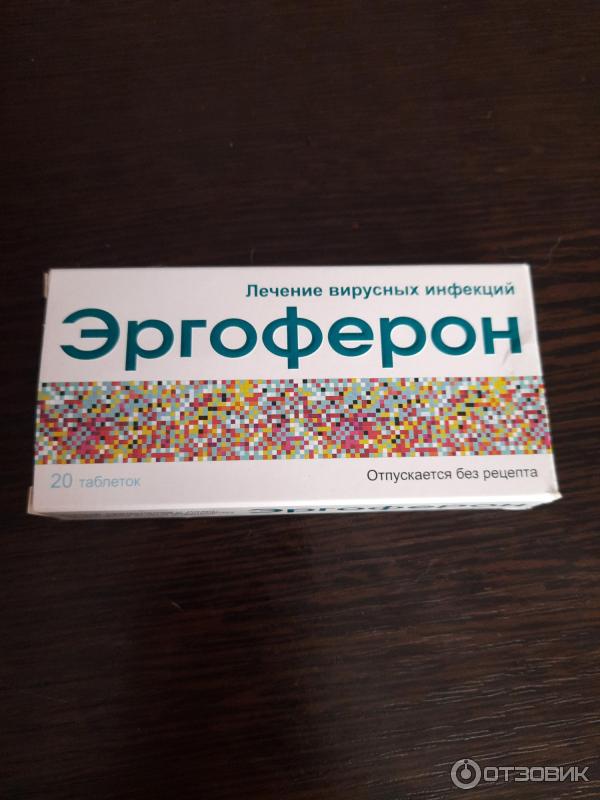 Лечение вирусных инфекций
Эргоферон
20 таблеток
Отпускается без рецепта
Эргоферон
ОТЗОВИК